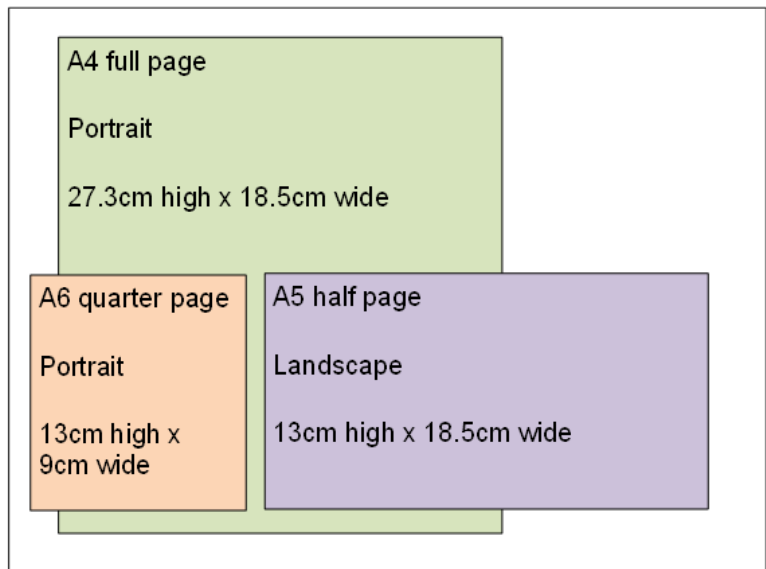 A4 full page
Portrait
27.3cm high x 18.5cm wide
A6 quarter page
Portrait
13cm high x
9cm wide
A5 half page
Landscape
13cm high x 18.5cm wide